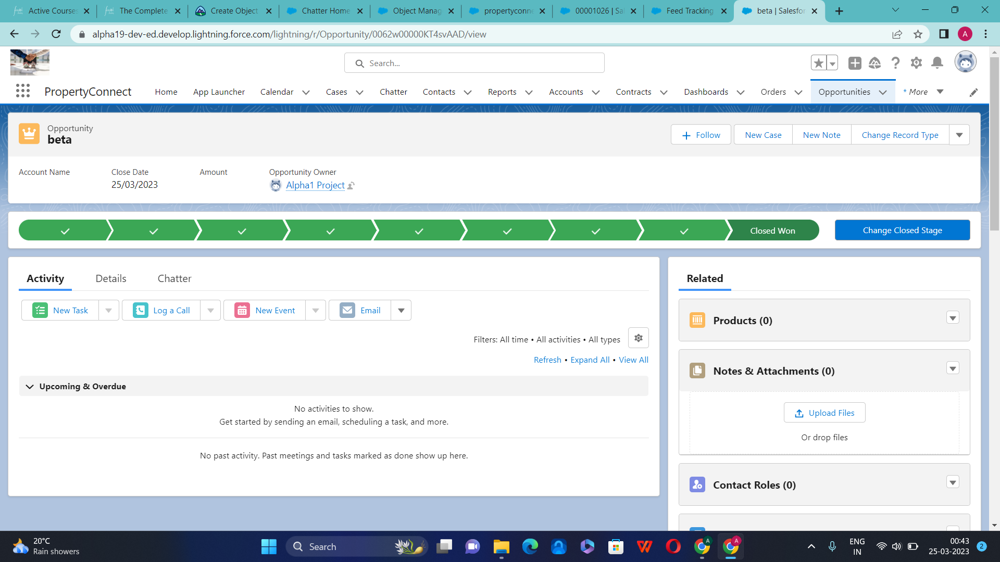 Active Courses
The Complete
Create Object
Chatter Home
Object Manag
propertyconne
00001026 | Sal
Feed Tracking
beta | Salesfor
alpha19-dev-ed.develop.lightning.force.com/lightning/r/Opportunity/0062w00000KT4svAAD/view
A
Search...
PropertyConnect
Home
App Launcher
Calendar
Cases
Chatter
Contacts
Reports
Accounts
Contracts
Dashboards
Orders
Opportunities
* More
Opportunity
beta
Follow
New Case
New Note
Change Record Type
Account Name
Close Date
25/03/2023
Amount
Opportunity Owner
Alpha1 Project
Closed Won
Change Closed Stage
Activity
Details
Chatter
New Task
Log a Call
New Event
Email
Filters: All time • All activities • All types
Refresh • Expand All • View All
Upcoming & Overdue
No activities to show.
Get started by sending an email, scheduling a task, and more.
No past activity. Past meetings and tasks marked as done show up here.
Related
Products (0)
Notes & Attachments (0)
Upload Files
Or drop files
Contact Roles (0)
20°C
Rain showers
Search
A
A
ENG
IN
00:43
25-03-2023
2